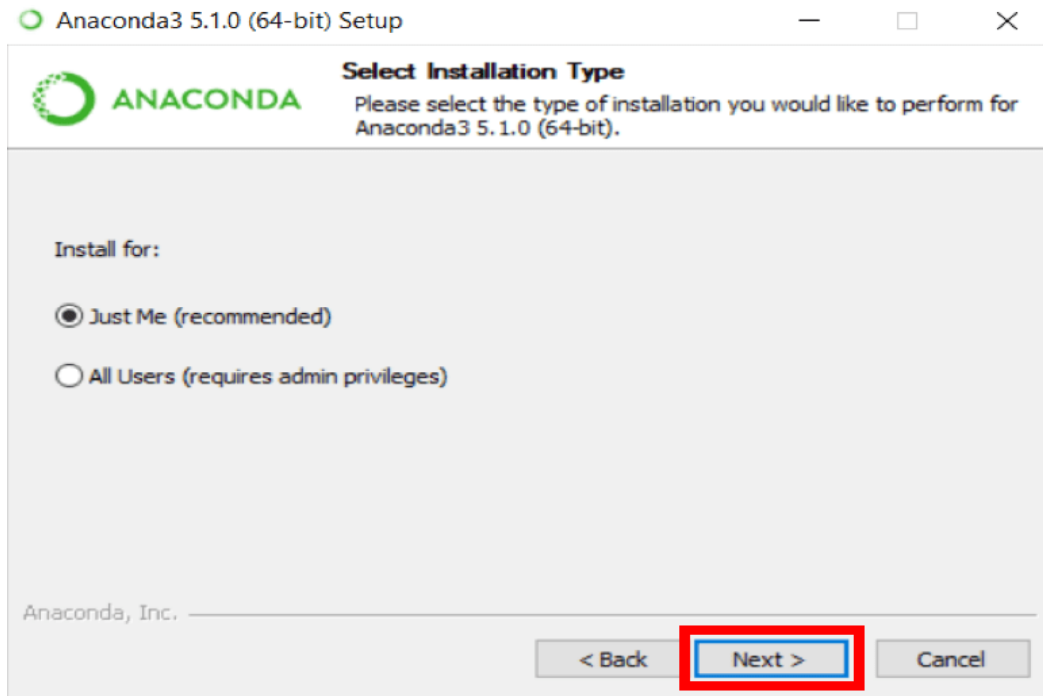 Anaconda3 5.1.0 (64-bit) Setup
ANACONDA
Select Installation Type
Please select the type of installation you would like to perform for
Anaconda3 5.1.0 (64-bit).
Install for:
Just Me (recommended)
All Users (requires admin privileges)
Anaconda, Inc.
< Back
Next >
Cancel